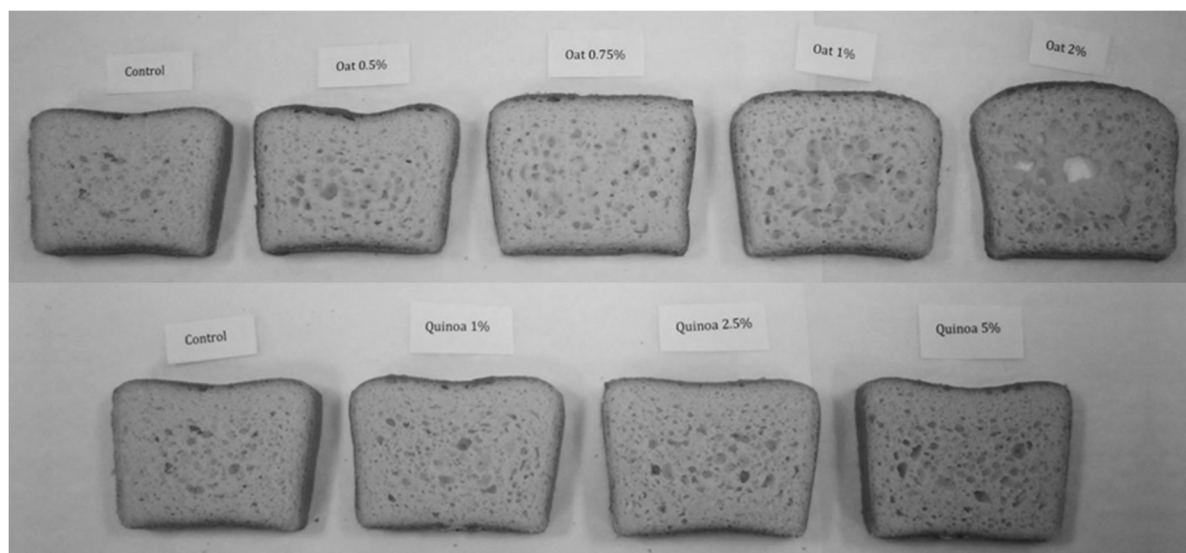 Control
Oat 0.5%
Oat 0.75%
Oat 1%
Oat 2%
Control
Quinoa 1%
Quinoa 2.5%
Quinoa 5%